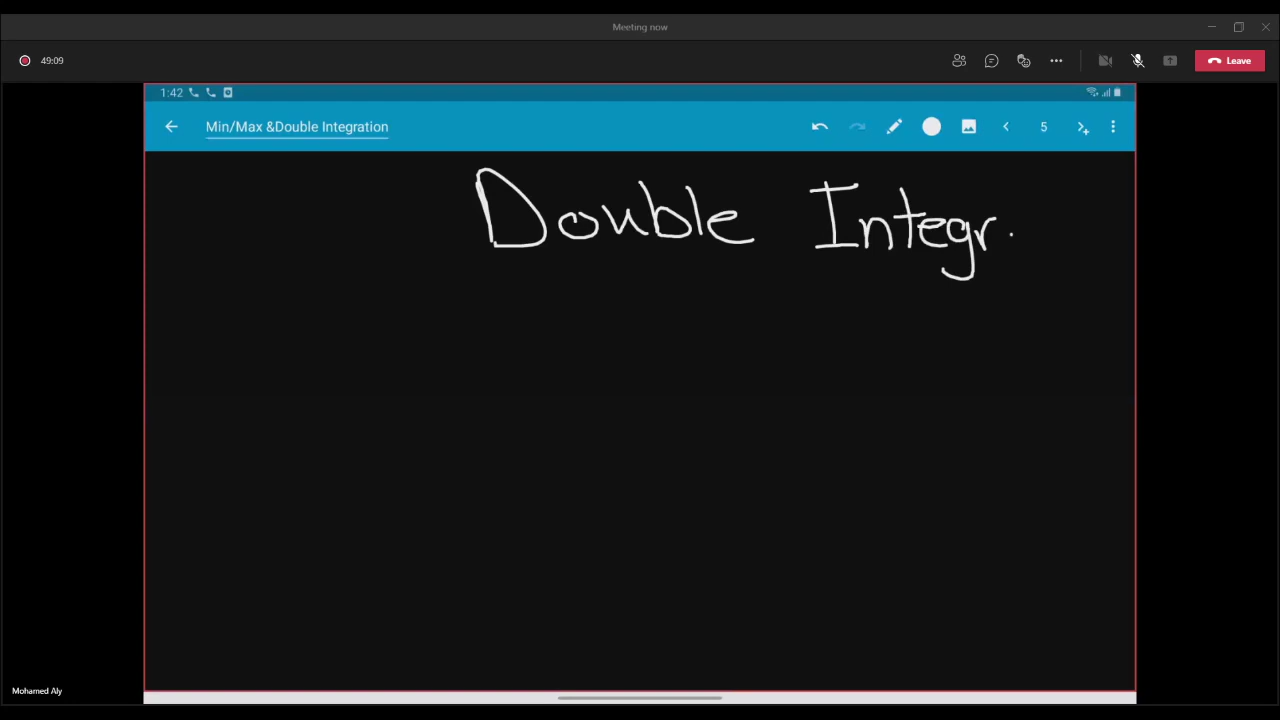 Meeting now
49:09
Leave
1:42
Min/Max &Double Integration
5
Double Integr.
Mohamed Aly